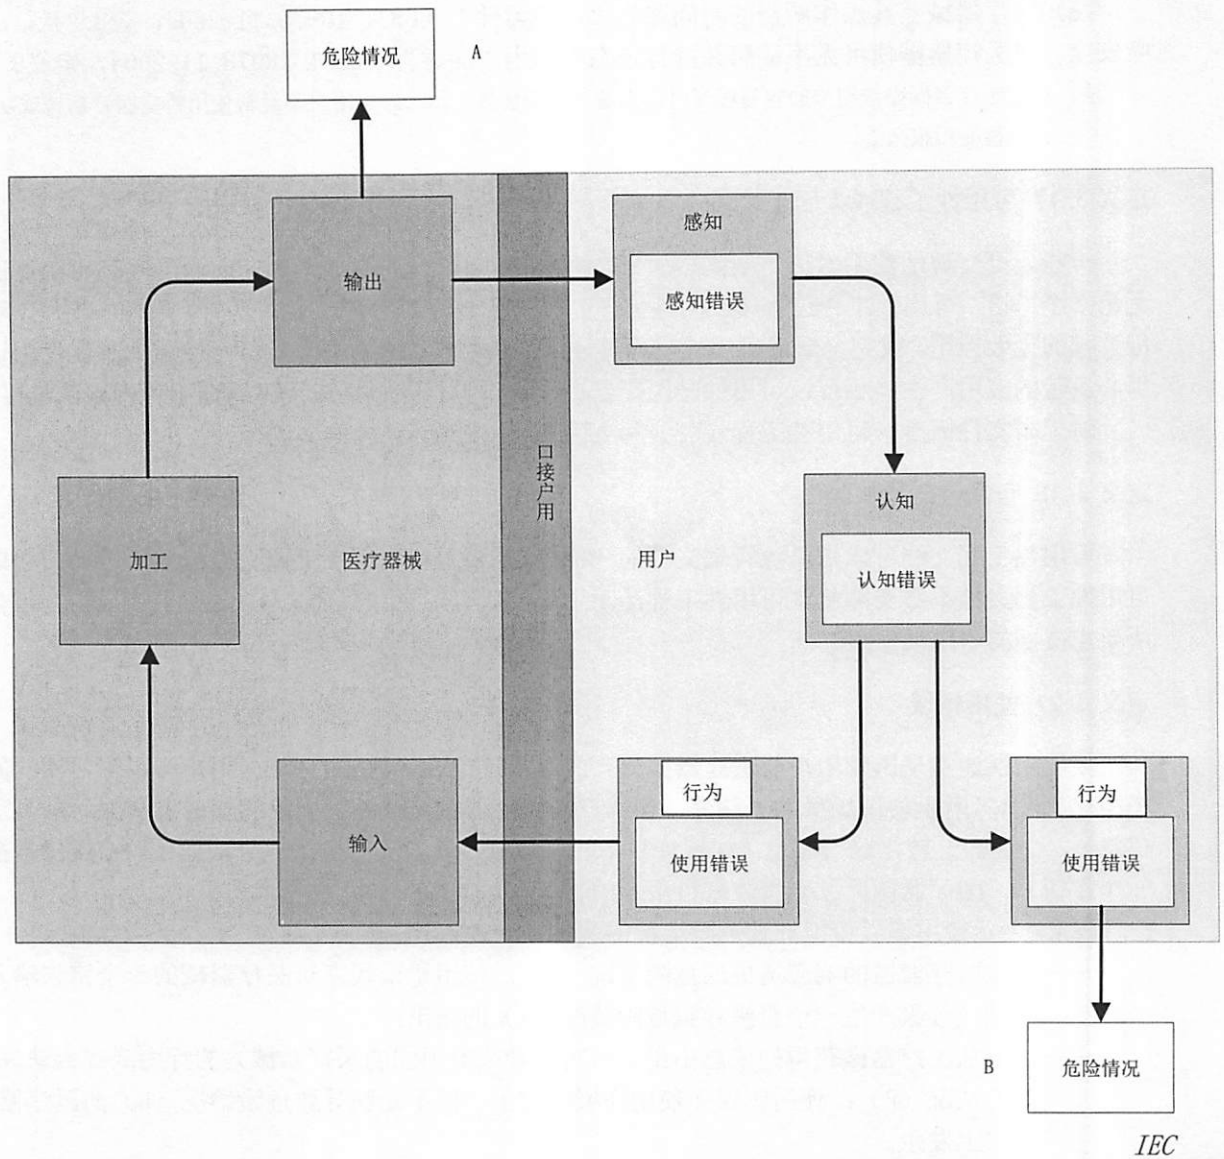 危险情况
A
输出
感知
感知错误
口接户用
加工
医疗器械
用户
认知
认知错误
输入
行为
使用错误
行为
使用错误
B
危险情况
IEC